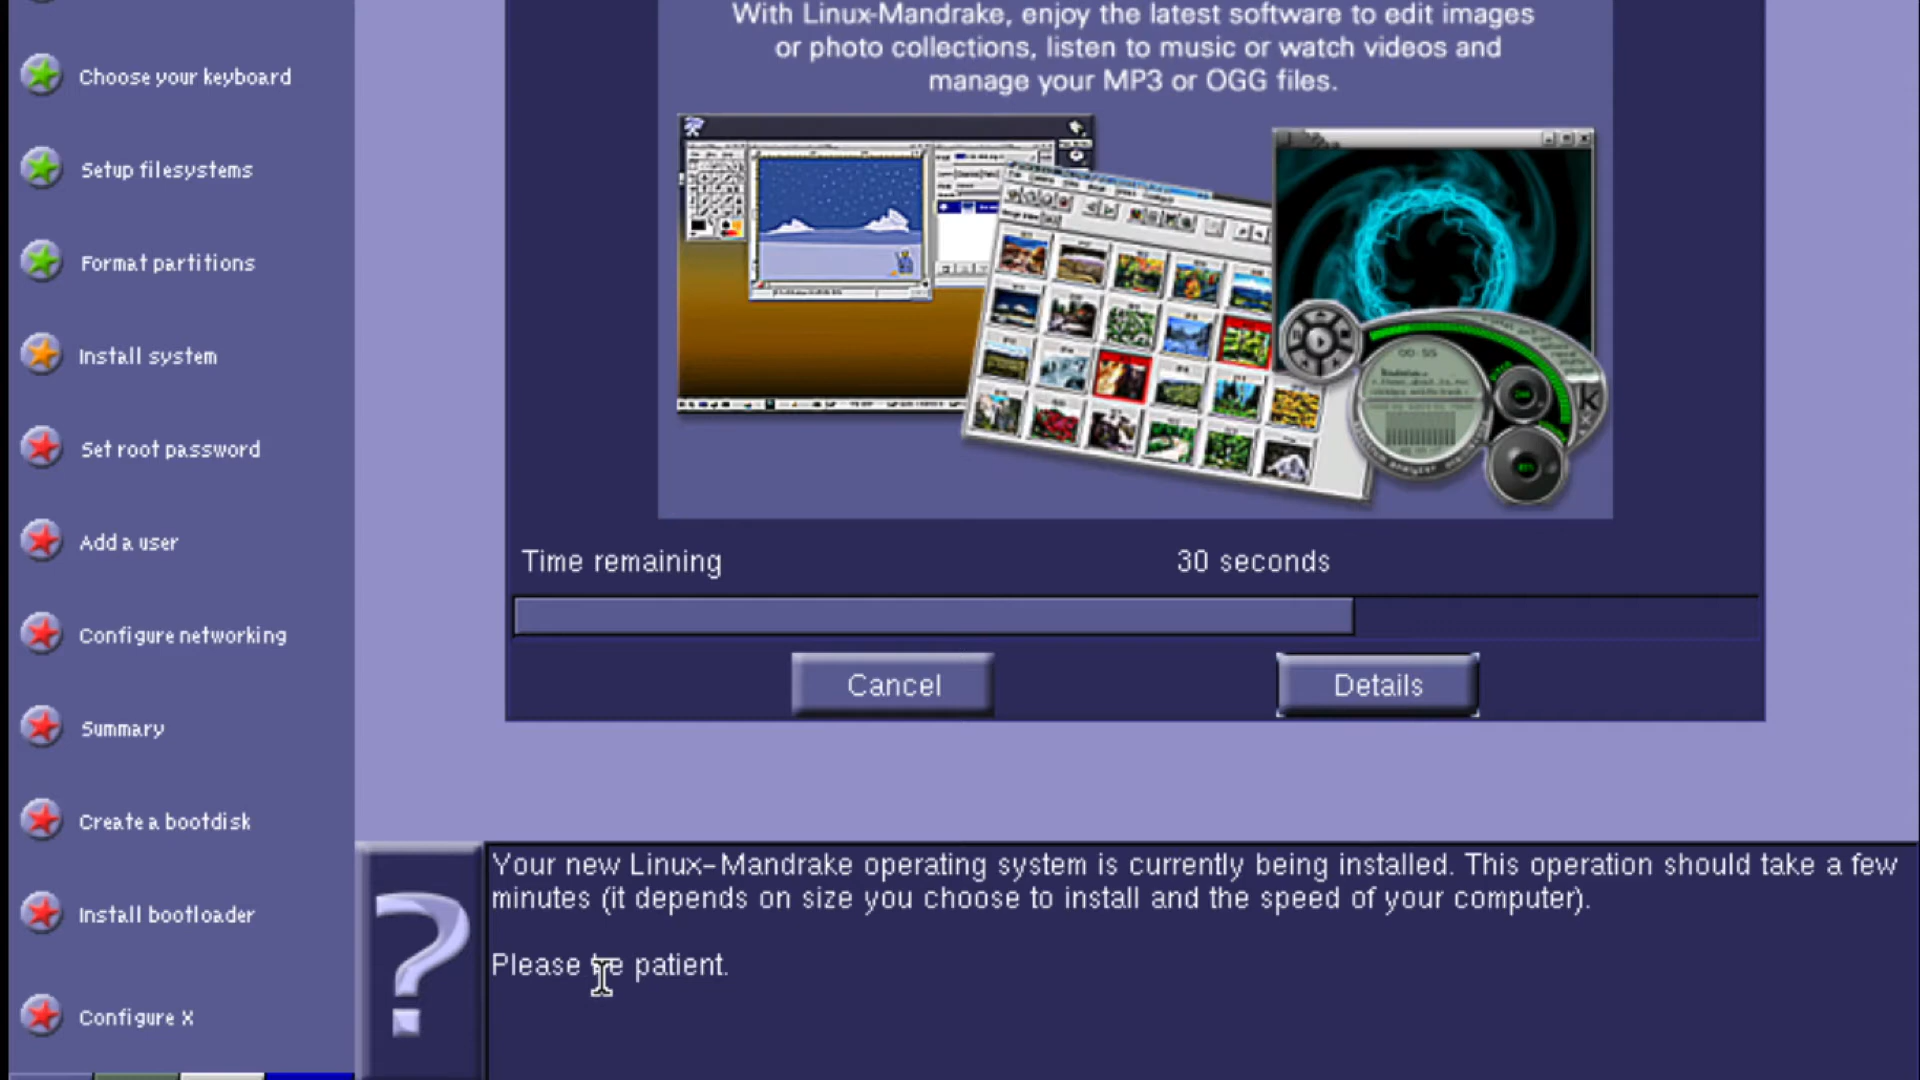 With Linux-Mandrake, enjoy the latest software to edit images
or photo collections, listen to music or watch videos and
manage your MP3 or OGG files.
Choose your keyboard
Setup filesystems
Format partitions
Install system
Set root password
Add a user
Configure networking
Summary
Create a bootdisk
Install bootloader
Configure X
00:55
Time remaining 30 seconds
Cancel Details
Your new Linux-Mandrake operating system is currently being installed. This operation should take a few
minutes (it depends on size you choose to install and the speed of your computer).
Please be patient.